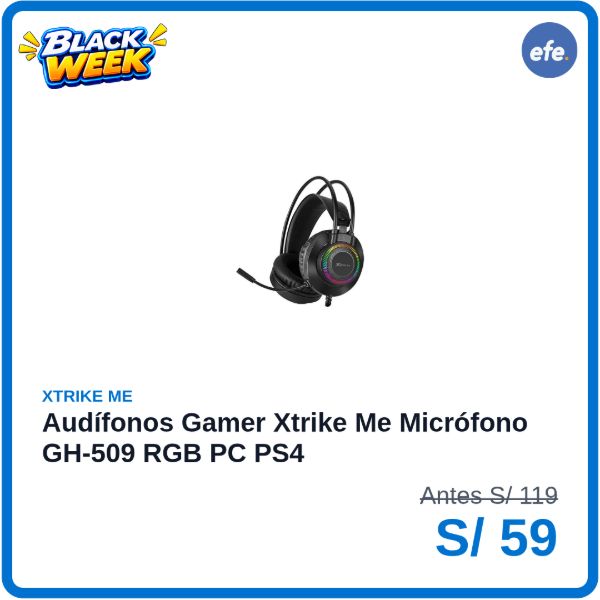 BLACK
WEEK
efe.
XTRIKE ME
Audífonos Gamer Xtrike Me Micrófono
GH-509 RGB PC PS4
Antes S/ 119
S/ 59